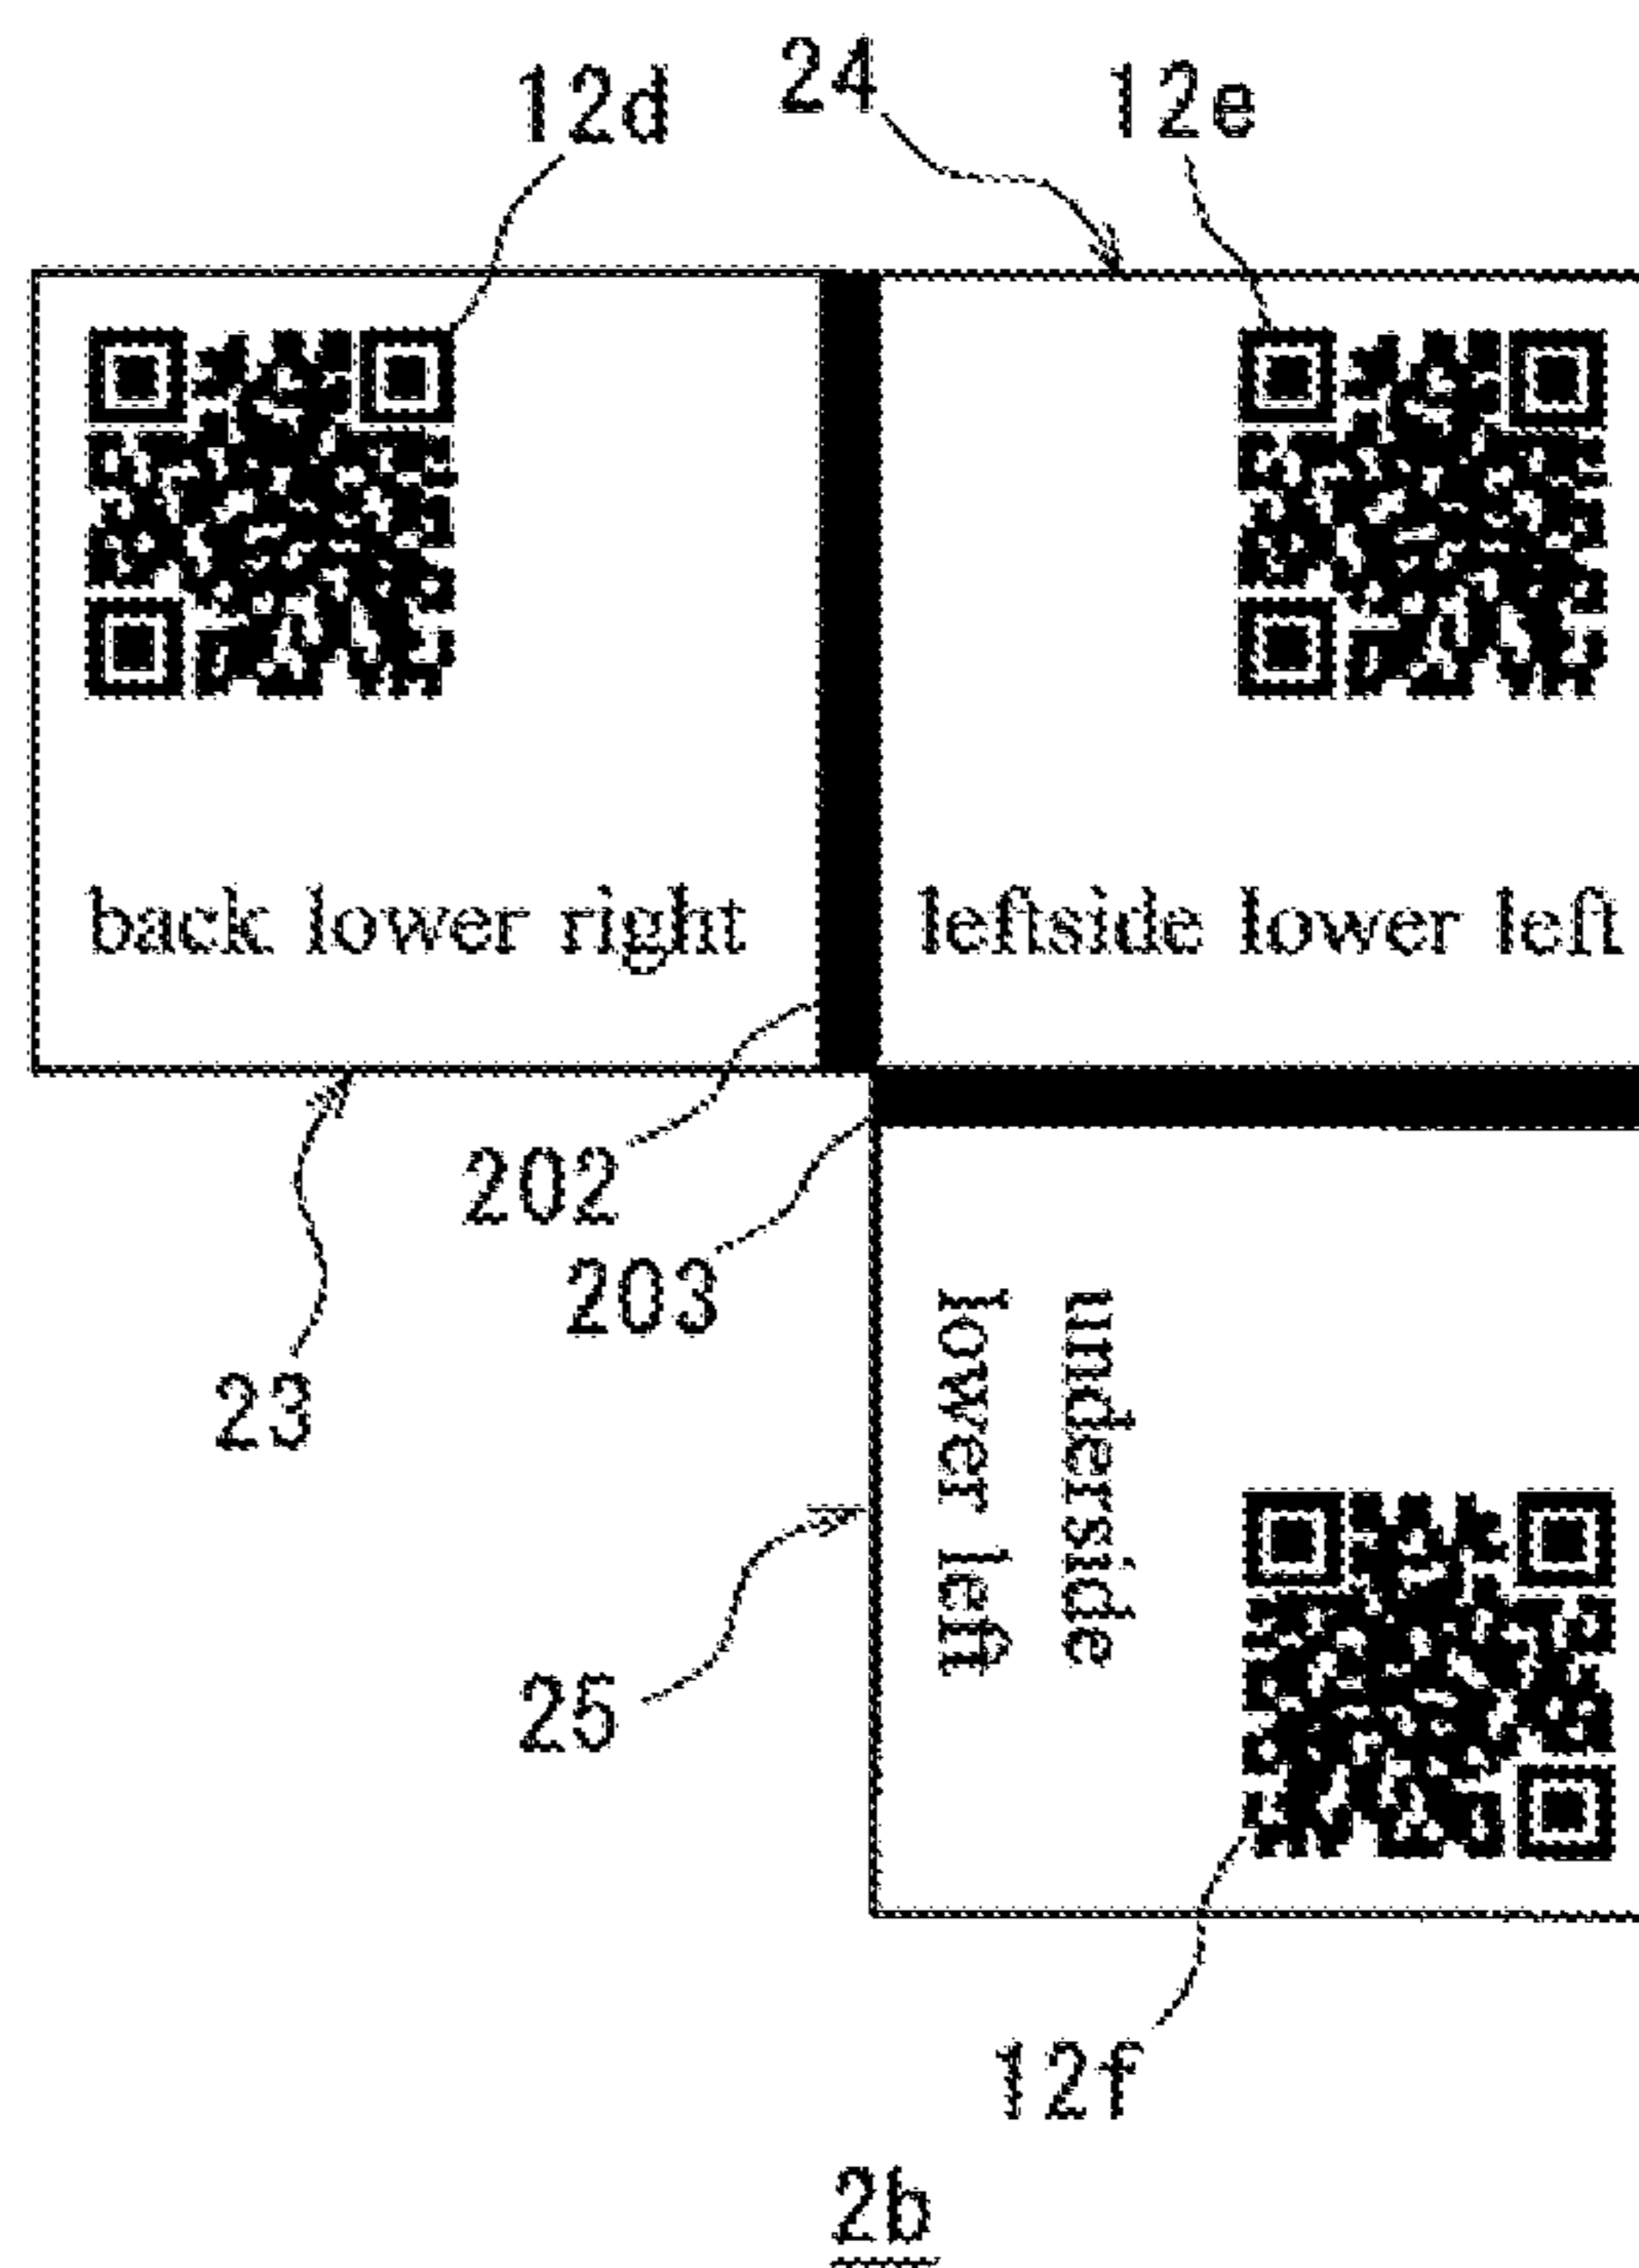 12d 24 12e
back lower right leftside lower left
202
203
23
underside
lower left
25
12f
2b